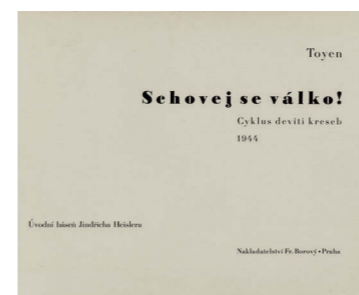 Toyen
Schovej se válko!
Cyklus devíti kreseb
1944
Úvodní báseň Jindřicha Heislera
Nakladatelství Fr. Borový • Praha